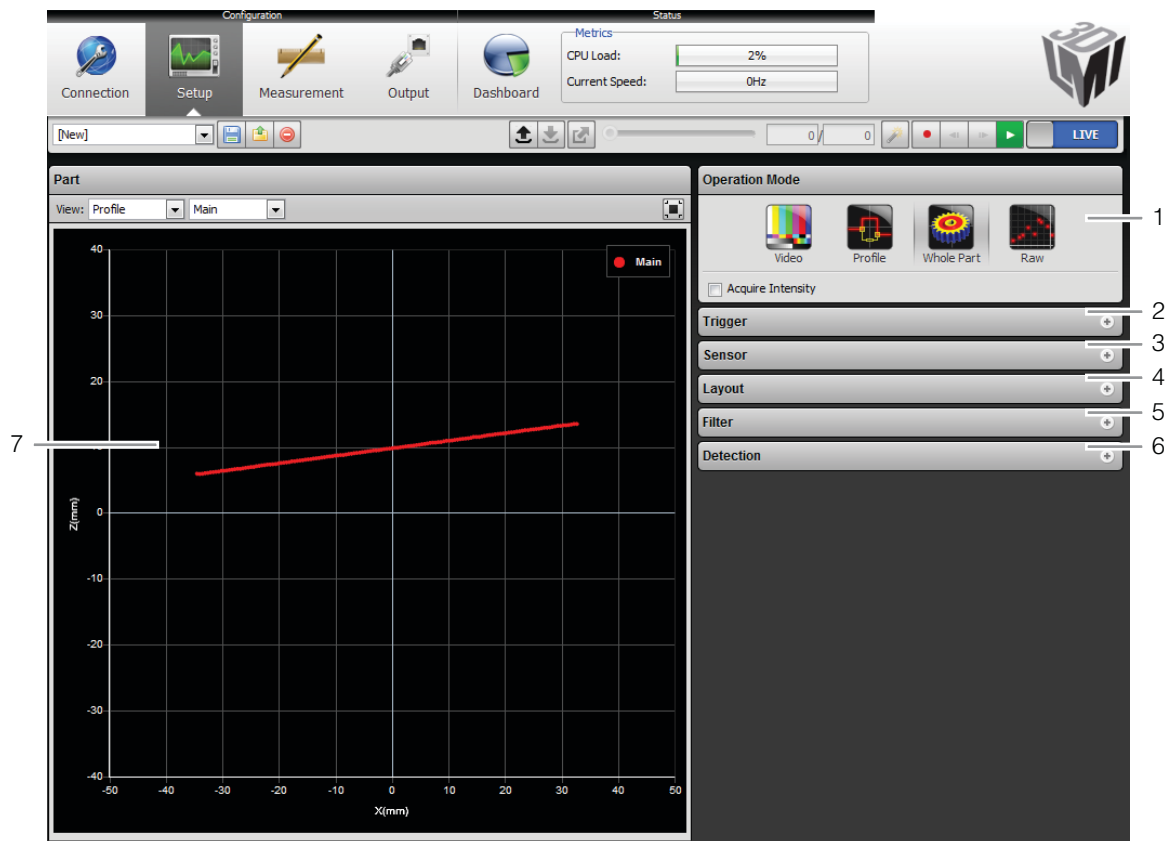 Configuration
Status
Connection
Setup
Measurement
Output
Dashboard
Metrics
CPU Load:
2%
Current Speed:
0Hz
3D
LMI
[New]
0/
0
LIVE
Part
View:
Profile
Main
Operation Mode
Video
Profile
Whole Part
Raw
Acquire Intensity
1
Trigger
2
Sensor
3
Layout
4
Filter
5
Detection
6
7
Main
40
30
20
10
0
-10
-20
-30
-40
Z(mm)
-50
-40
-30
-20
-10
0
10
20
30
40
50
X(mm)